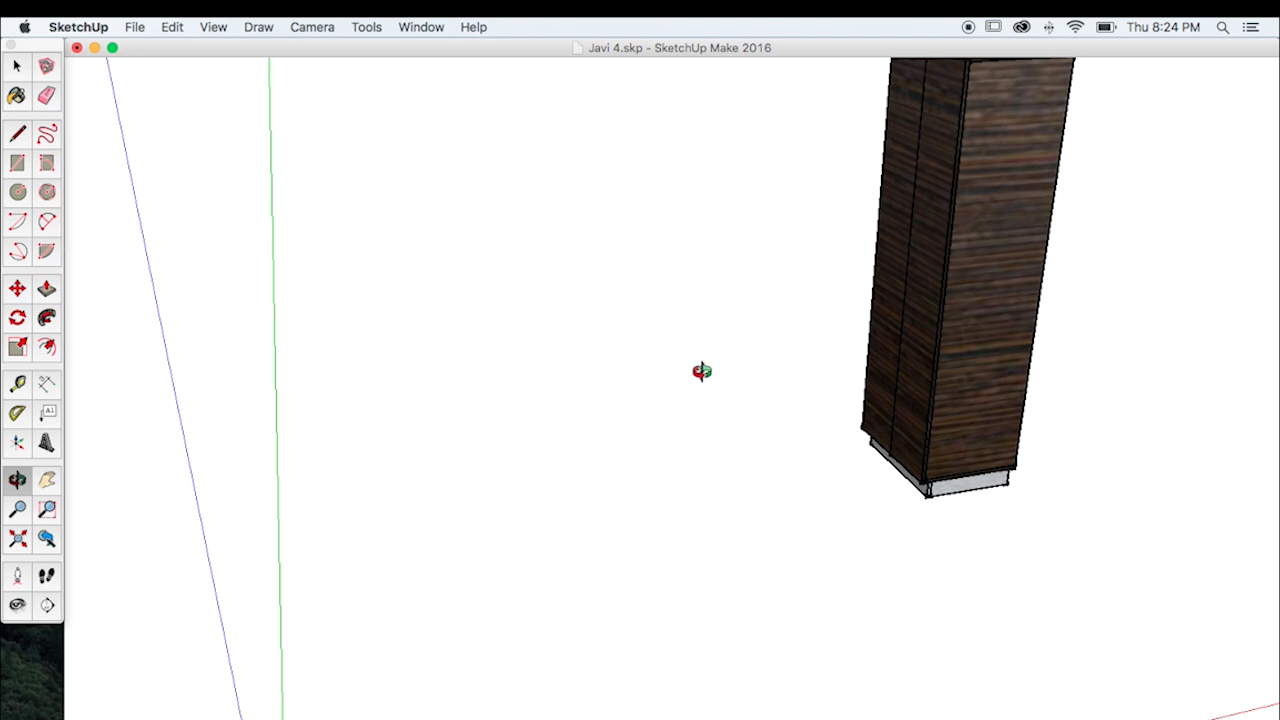 SketchUp File Edit View Draw Camera Tools Window Help Thu 8:24 PM
Javi 4.skp - SketchUp Make 2016
A1